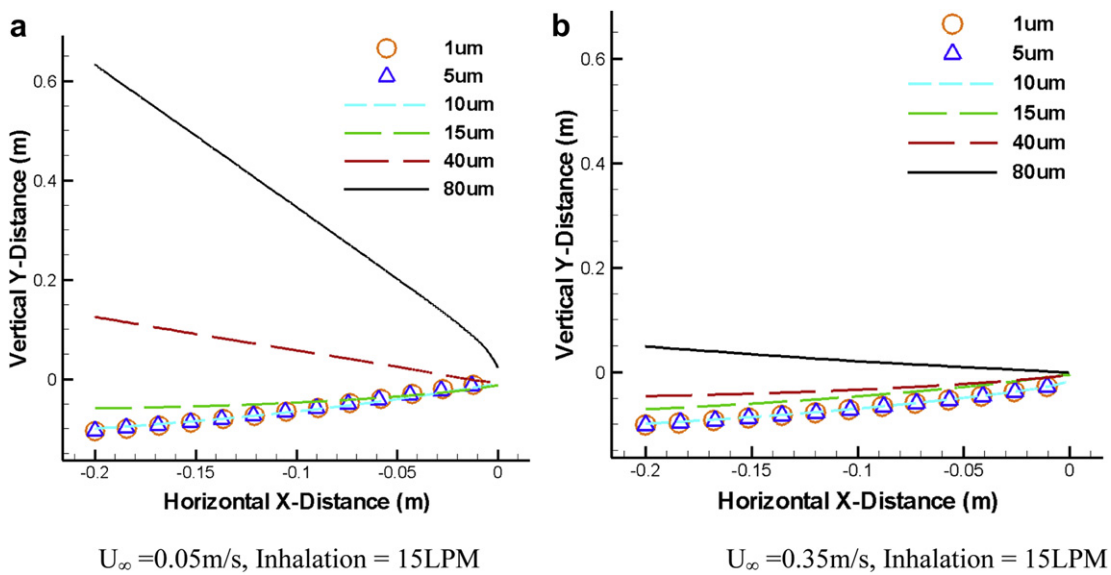 a
1um
5um
10um
15um
40um
80um
0.6
0.4
0.2
0
Vertical Y-Distance (m)
-0.2 -0.15 -0.1 -0.05 0
Horizontal X-Distance (m)
U∞ =0.05m/s, Inhalation = 15LPM
b
1um
5um
10um
15um
40um
80um
0.6
0.4
0.2
0
Vertical Y-Distance (m)
-0.2 -0.15 -0.1 -0.05 0
Horizontal X-Distance (m)
U∞ =0.35m/s, Inhalation = 15LPM